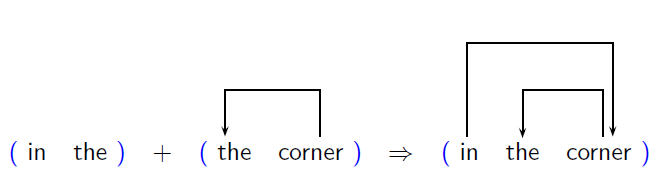 ( in the ) + ( the corner ) ⇒ ( in the corner )